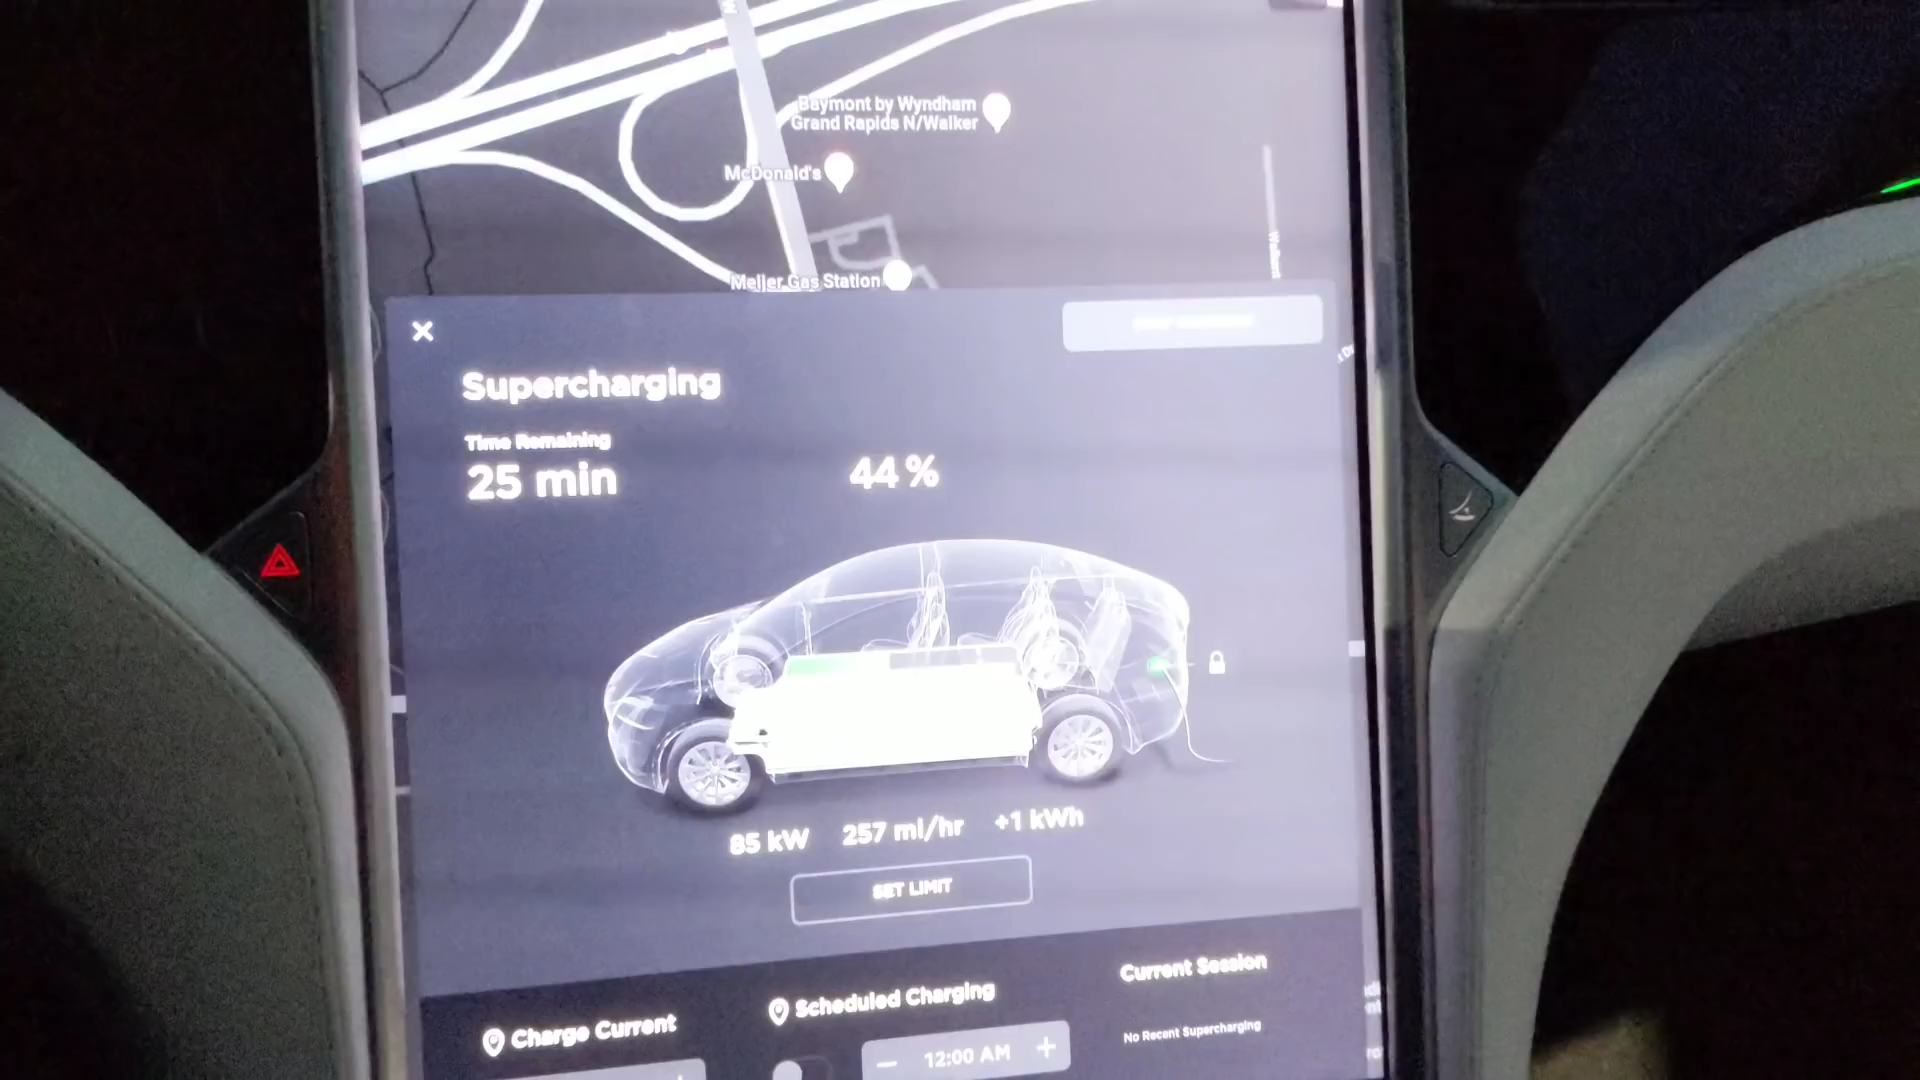 Baymont by Wyndham
Grand Rapids N/Walker
McDonald's
Meijer Gas Station
Supercharging
Time Remaining
25 min
44 %
85 kW
257 mi/hr
+1 kWh
SET LIMIT
Charge Current
Scheduled Charging
Current Session
12:00 AM
No Recent Supercharging